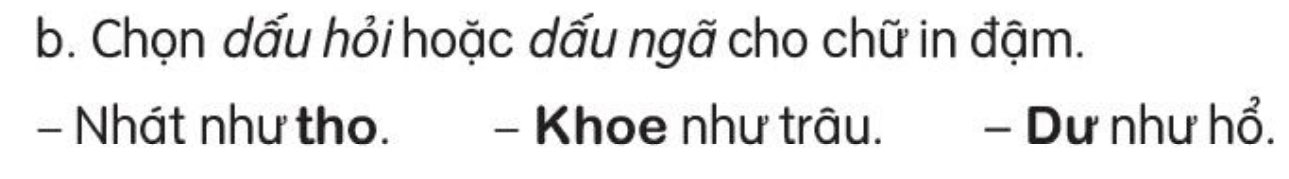 b. Chọn dấu hỏi hoặc dấu ngã cho chữ in đậm.
– Nhát như tho. – Khoe như trâu. – Dư như hổ.